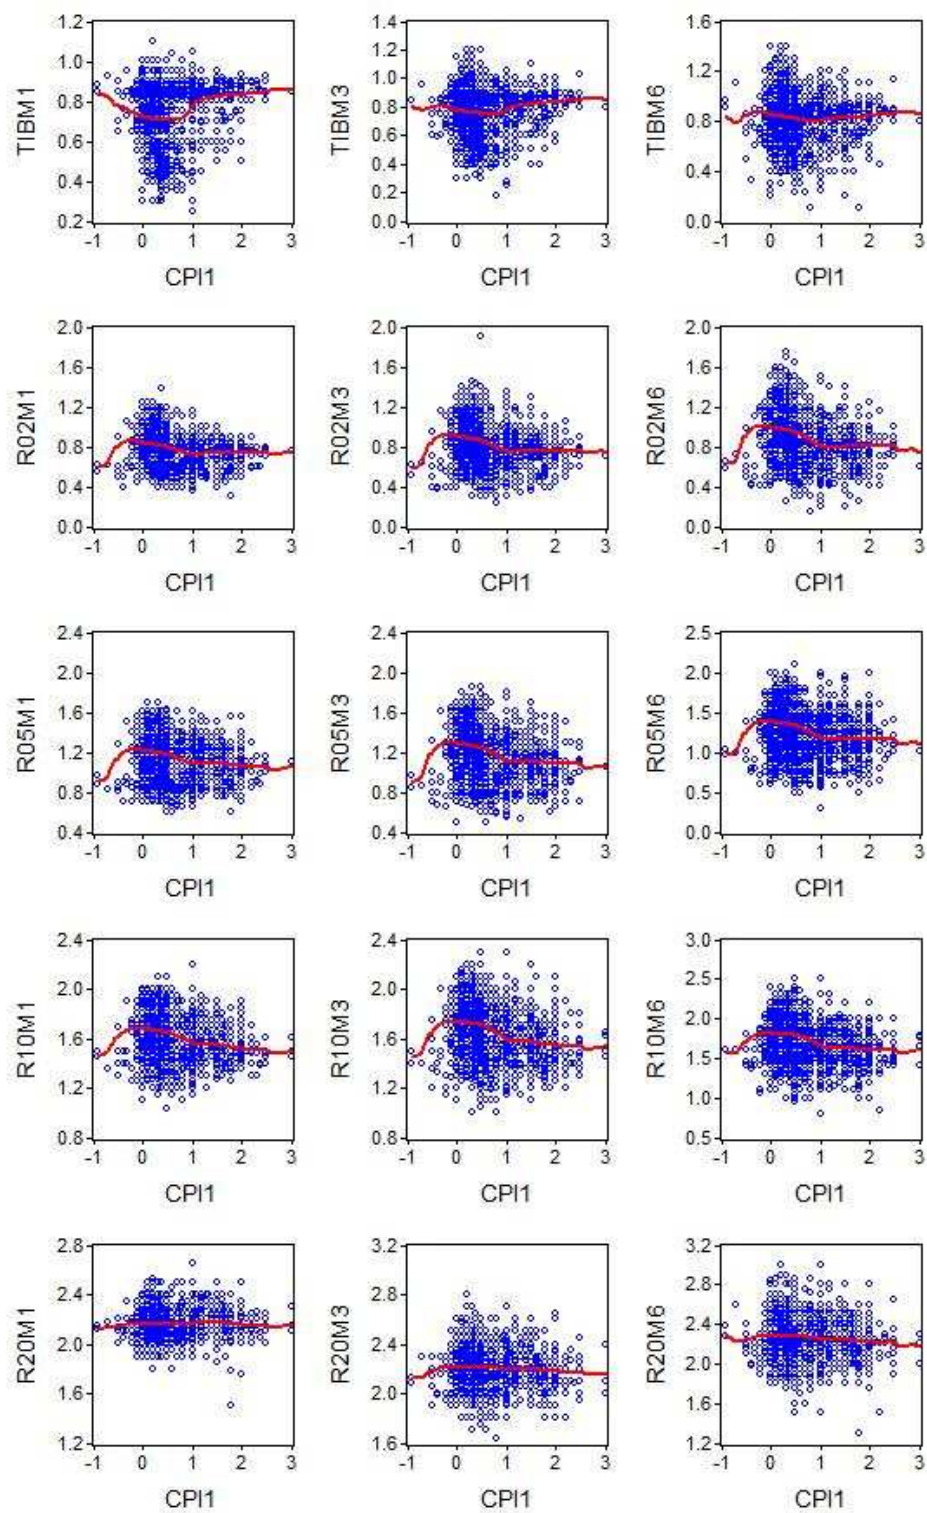 1.2 1.4 1.6
1.0 1.2 1.2
0.8 1.0 0.8
0.6 0.8 0.4
0.4 0.6 0.0
0.2 0.4
0.2
0.0
TIBM1 TIBM3 TIBM6
-1 0 1 2 3 -1 0 1 2 3 -1 0 1 2 3
CPI1 CPI1 CPI1
2.0 2.0 2.0
1.6 1.6 1.6
1.2 1.2 1.2
0.8 0.8 0.8
0.4 0.4 0.4
0.0 0.0 0.0
R02M1 R02M3 R02M6
-1 0 1 2 3 -1 0 1 2 3 -1 0 1 2 3
CPI1 CPI1 CPI1
2.4 2.4 2.5
2.0 2.0 2.0
1.6 1.6 1.5
1.2 1.2 1.0
0.8 0.8 0.5
0.4 0.4 0.0
R05M1 R05M3 R05M6
-1 0 1 2 3 -1 0 1 2 3 -1 0 1 2 3
CPI1 CPI1 CPI1
2.4 2.4 3.0
2.0 2.0 2.5
1.6 1.6 2.0
1.2 1.2 1.5
0.8 0.8 1.0
0.5
R10M1 R10M3 R10M6
-1 0 1 2 3 -1 0 1 2 3 -1 0 1 2 3
CPI1 CPI1 CPI1
2.8 3.2 3.2
2.4 2.8 2.8
2.0 2.4 2.4
1.6 2.0 2.0
1.2 1.6 1.6
1.2
R20M1 R20M3 R20M6
-1 0 1 2 3 -1 0 1 2 3 -1 0 1 2 3
CPI1 CPI1 CPI1